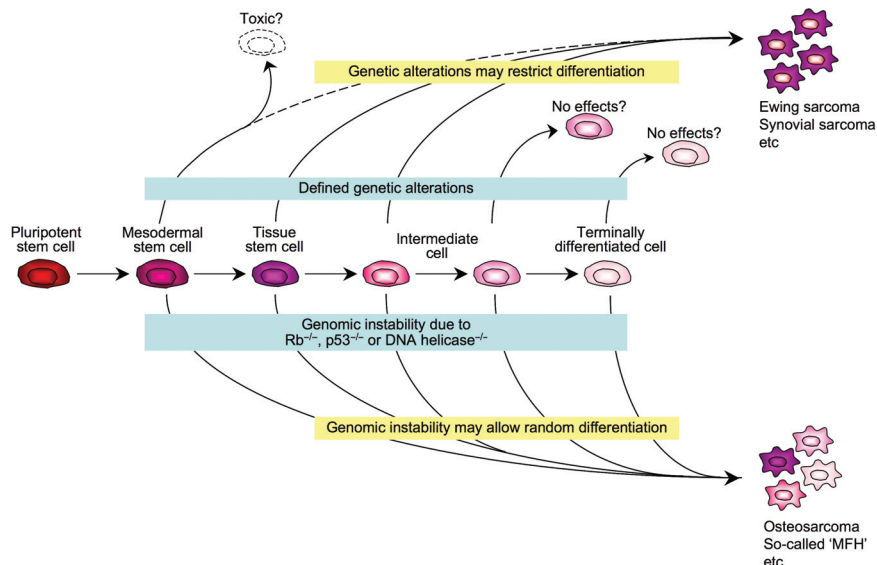 Toxic?
Genetic alterations may restrict differentiation
Ewing sarcoma
Synovial sarcoma
etc
No effects?
No effects?
Defined genetic alterations
Pluripotent
stem cell
Mesodermal
stem cell
Tissue
stem cell
Intermediate
cell
Terminally
differentiated cell
Genomic instability due to
Rb⁻/⁻, p53⁻/⁻ or DNA helicase⁻/⁻
Genomic instability may allow random differentiation
Osteosarcoma
So-called ‘MFH’
etc